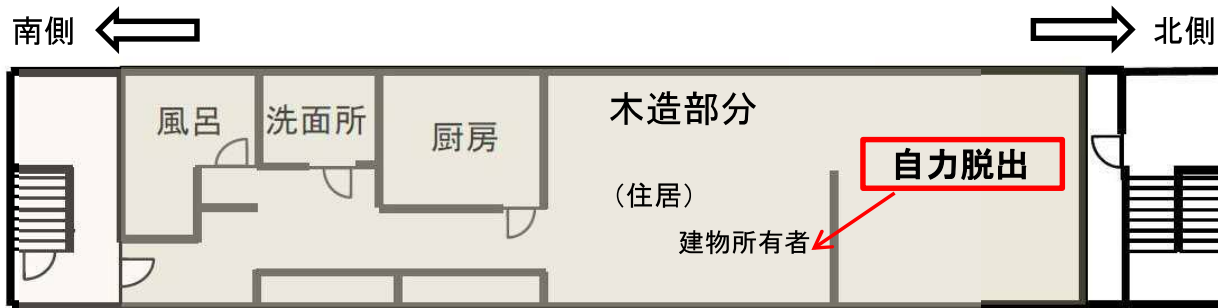 南側
北側
風呂
洗面所
厨房
木造部分
自力脱出
（住居）
建物所有者